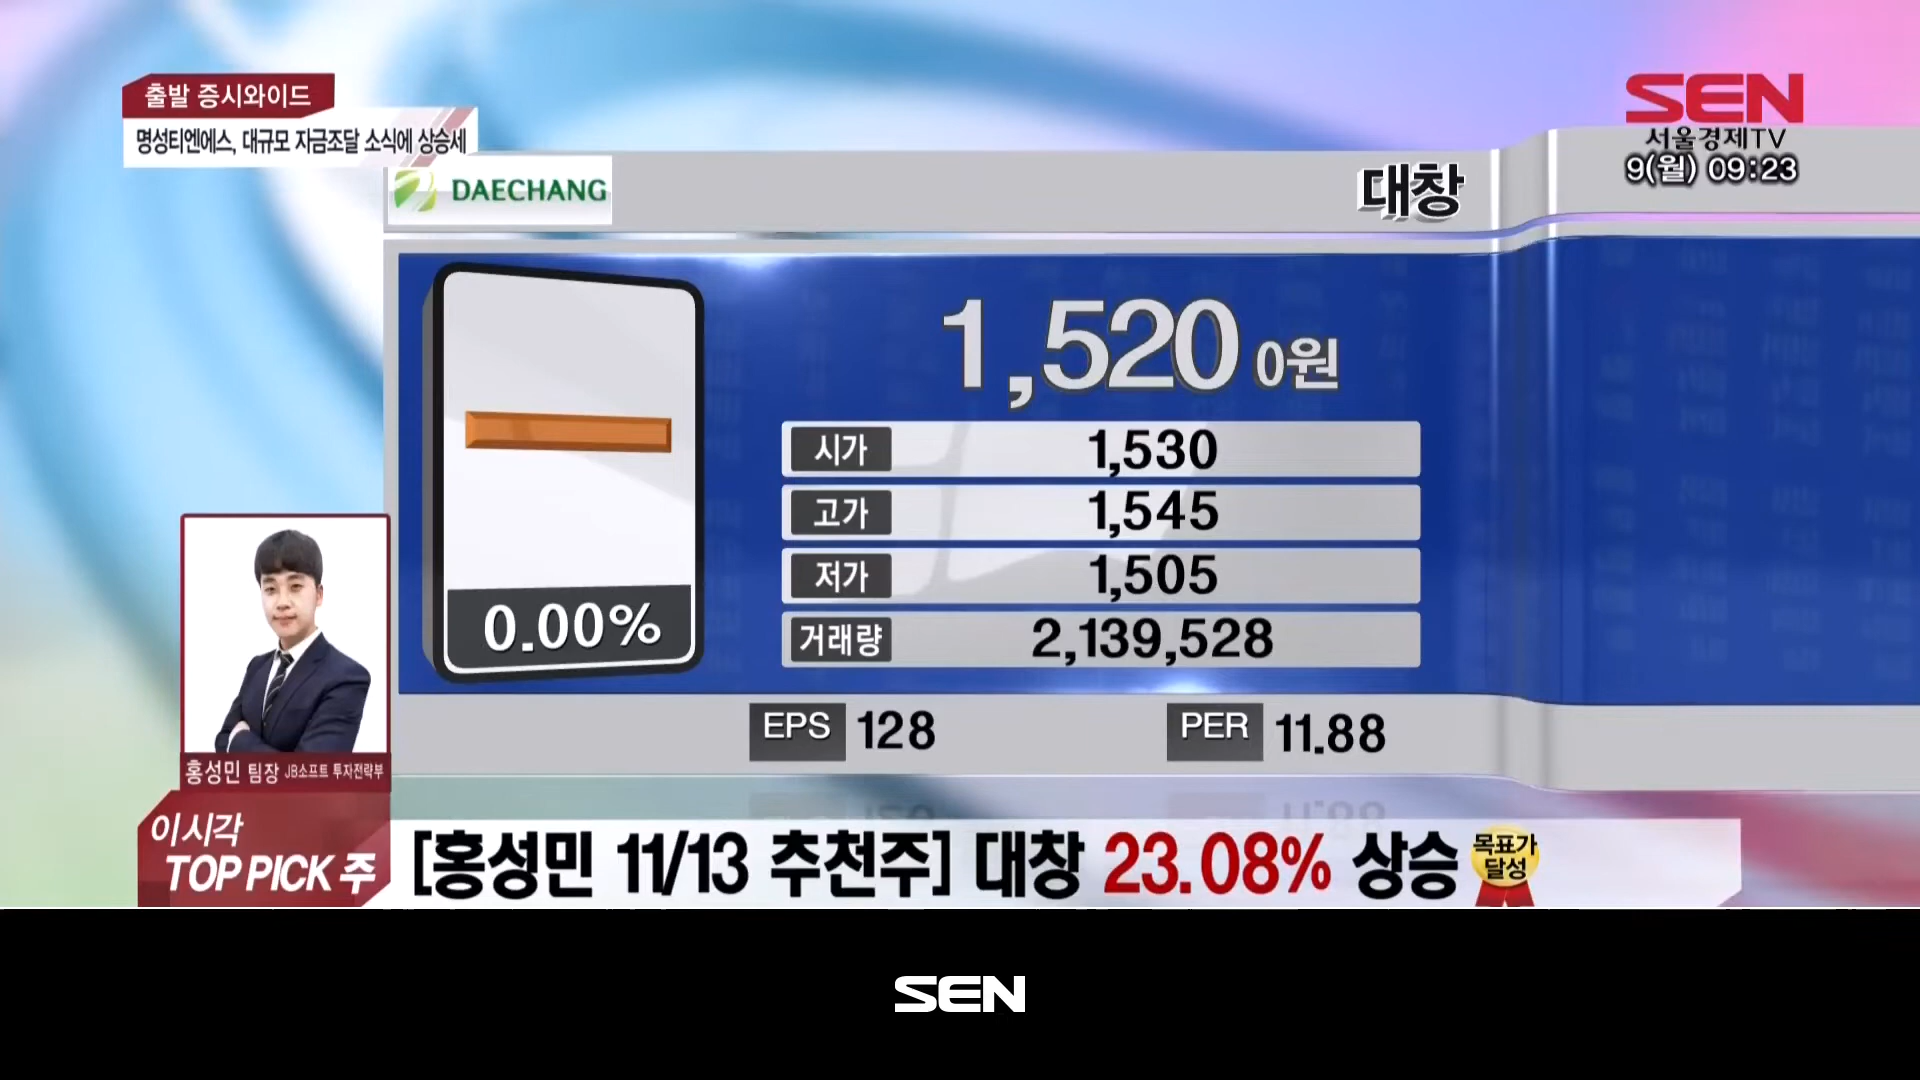 출발 증시와이드
명성티엔에스, 대규모 자금조달 소식에 상승세
SEN
서울경제TV
9(월) 09:23
DAECHANG
대창
1,520 0원
0.00%
시가 1,530
고가 1,545
저가 1,505
거래량 2,139,528
EPS 128
PER 11.88
홍성민 팀장 JB소프트 투자전략부
이시각
TOP PICK 주
[홍성민 11/13 추천주] 대창 23.08% 상승
목표가
달성
SEN